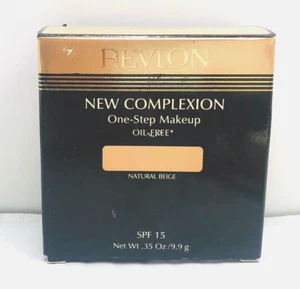 REVLON
NEW COMPLEXION
One-Step Makeup
OIL-FREE*
NATURAL BEIGE
SPF 15
Net Wt .35 Oz/9.9 g